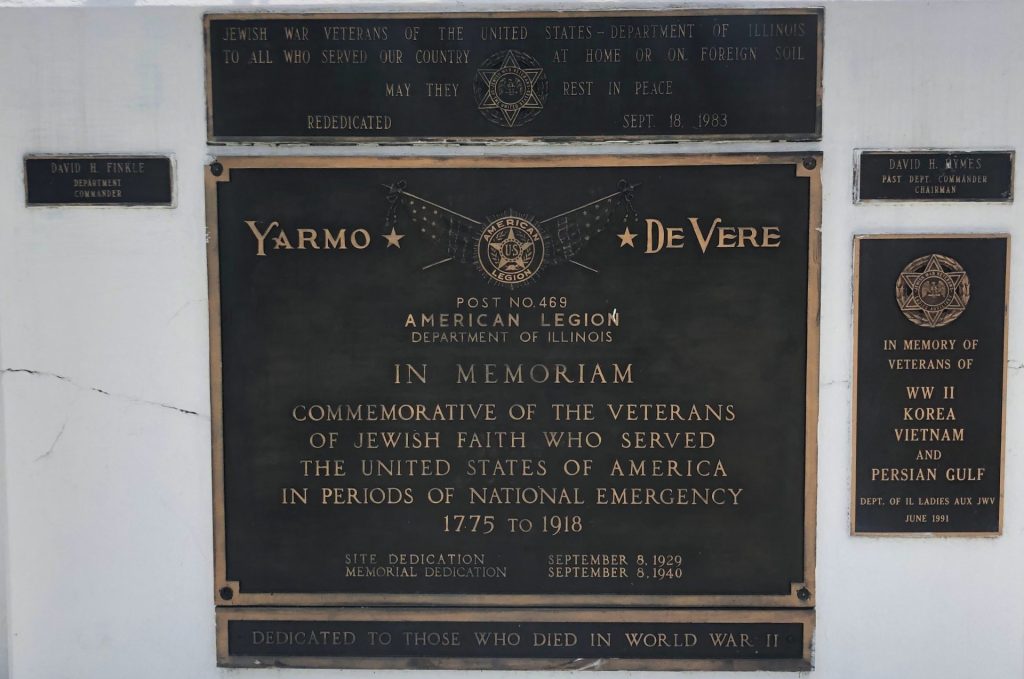 JEWISH WAR VETERANS OF THE UNITED STATES - DEPARTMENT OF ILLINOIS
TO ALL WHO SERVED OUR COUNTRY AT HOME OR ON FOREIGN SOIL
MAY THEY REST IN PEACE
REDEDICATED SEPT. 18, 1983
DAVID H. FINKLE
DEPARTMENT
COMMANDER
DAVID H. HYMES
PAST DEPT. COMMANDER
CHAIRMAN
YARMO ★ ★ DE VERE
AMERICAN
US
LEGION
POST NO. 469
AMERICAN LEGION
DEPARTMENT OF ILLINOIS
IN MEMORIAM
COMMEMORATIVE OF THE VETERANS
OF JEWISH FAITH WHO SERVED
THE UNITED STATES OF AMERICA
IN PERIODS OF NATIONAL EMERGENCY
1775 TO 1918
SITE DEDICATION SEPTEMBER 8, 1929
MEMORIAL DEDICATION SEPTEMBER 8, 1940
DEDICATED TO THOSE WHO DIED IN WORLD WAR II
IN MEMORY OF
VETERANS OF
WW II
KOREA
VIETNAM
AND
PERSIAN GULF
DEPT. OF IL LADIES AUX JWV
JUNE 1991